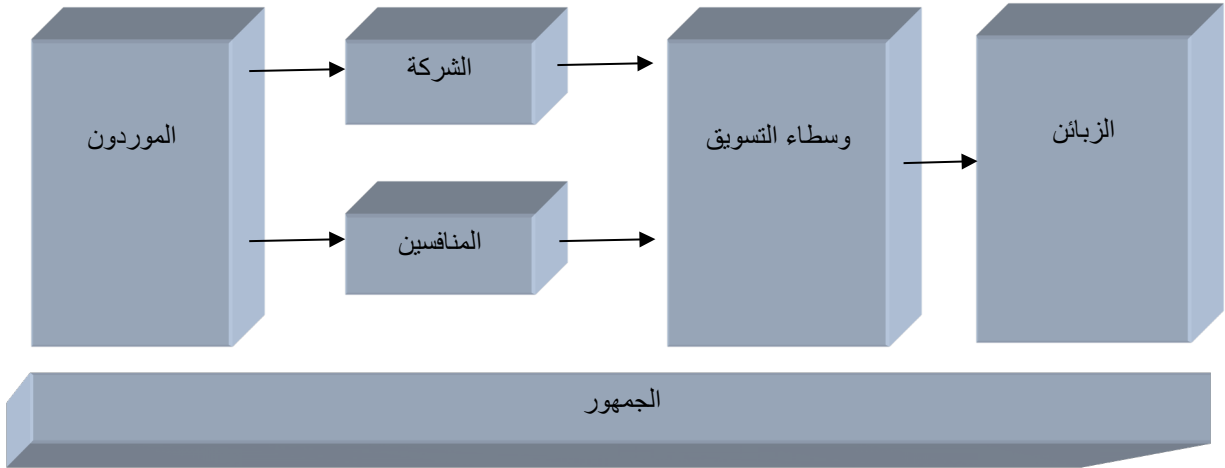 الموردون
الشركة
المنافسين
وسطاء التسويق
الزبائن
الجمهور